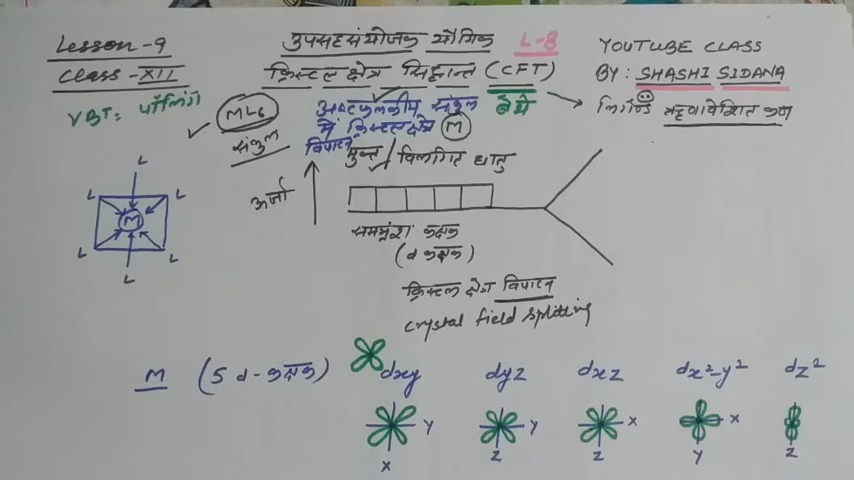 Lesson-9
Class-XII
VBT:
उपसहसंयोजक यौगिक L-8
क्रिस्टल क्षेत्र सिद्धान्त (CFT)
YOUTUBE CLASS
BY: SHASHI SIDANA
ML6
संकुल
अष्टफलकीय संकुल
में क्रिस्टल क्षेत्र
विपाटन
M
बेथे
लिगेंड ऋणावेशित कण
मुक्त / विलगित धातु
ऊर्जा
समभ्रंश कक्षक
(d कक्षक)
क्रिस्टल क्षेत्र विपाटन
crystal field splitting
L
L L
M
L L
L
M (5 d-कक्षक) dxy dyz dxz dx²-y² dz²
Y Y X X
X Z Z Y Z